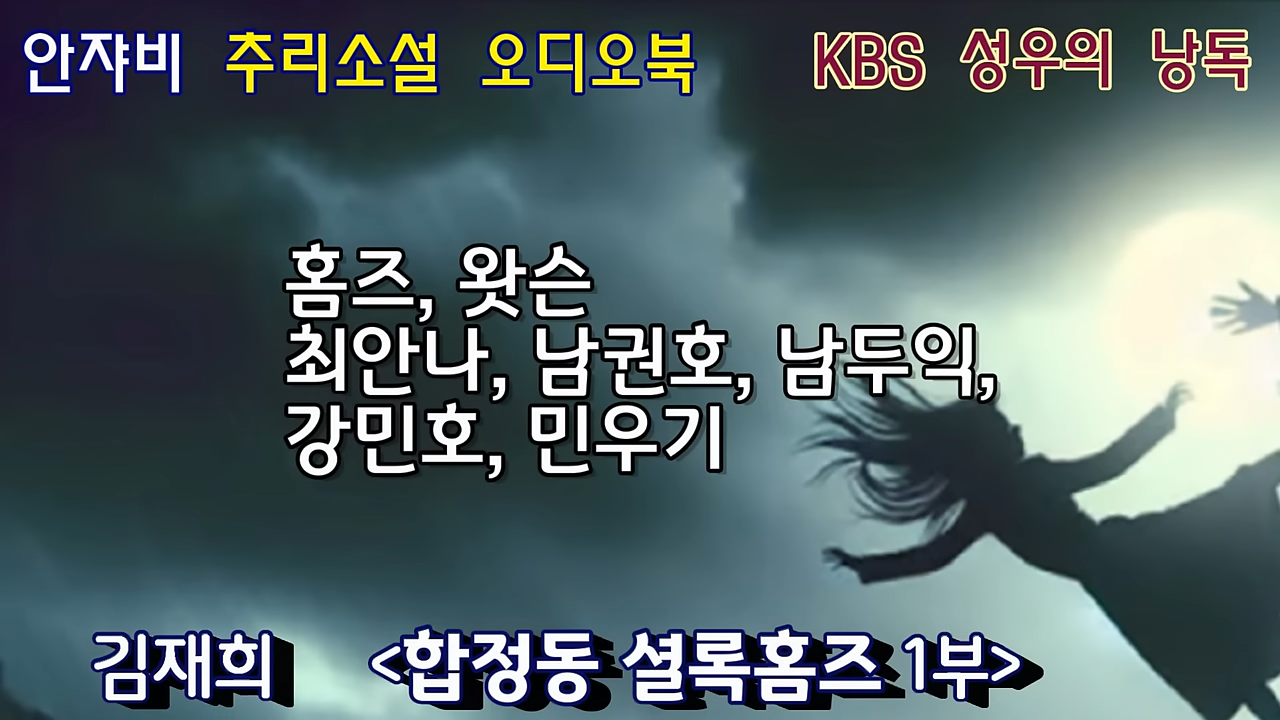 안쟈비 추리소설 오디오북 KBS 성우의 낭독
홈즈, 왓슨
최안나, 남권호, 남두익,
강민호, 민우기
김재희 <합정동 셜록홈즈 1부>